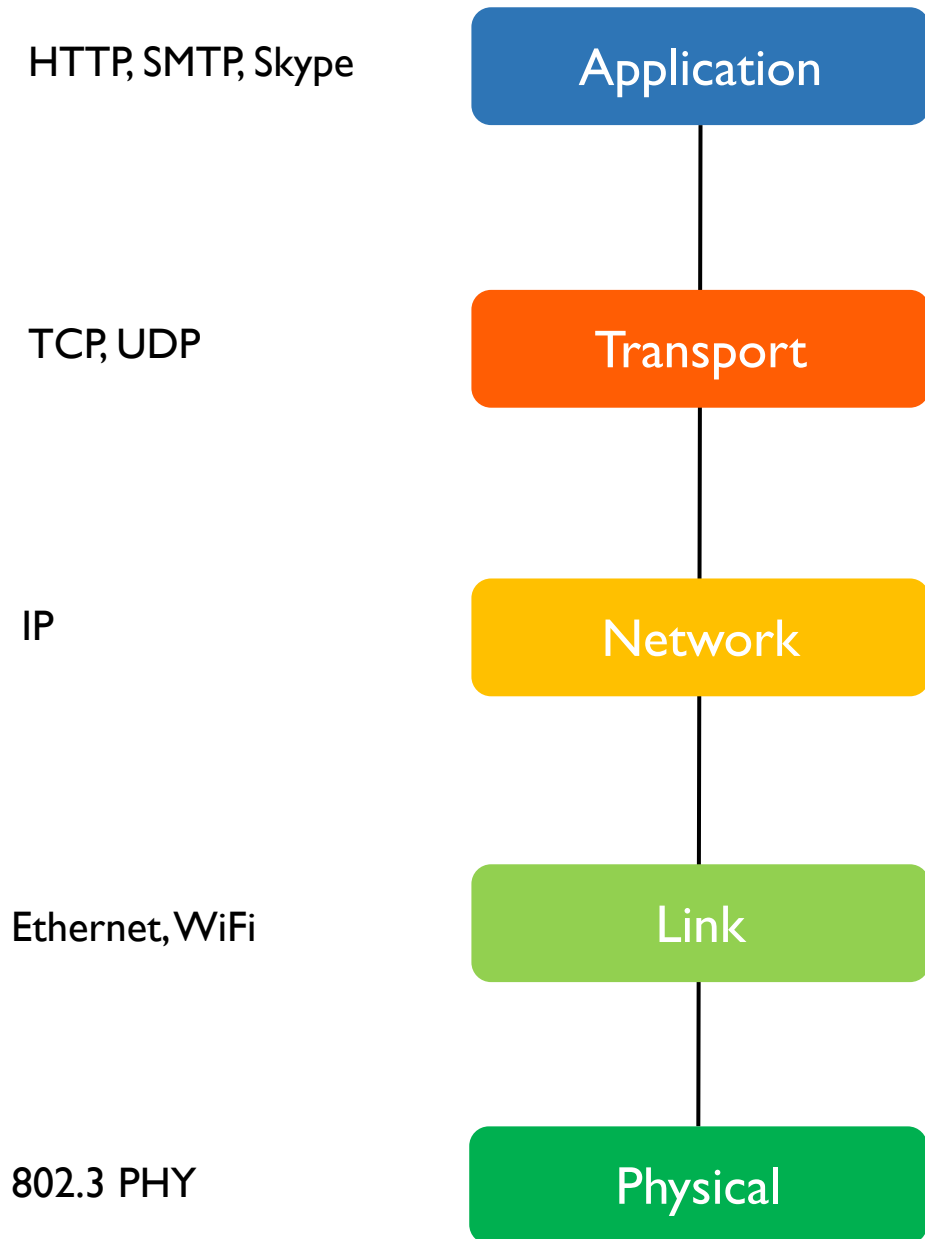 HTTP, SMTP, Skype
Application
TCP, UDP
Transport
IP
Network
Ethernet, WiFi
Link
802.3 PHY
Physical